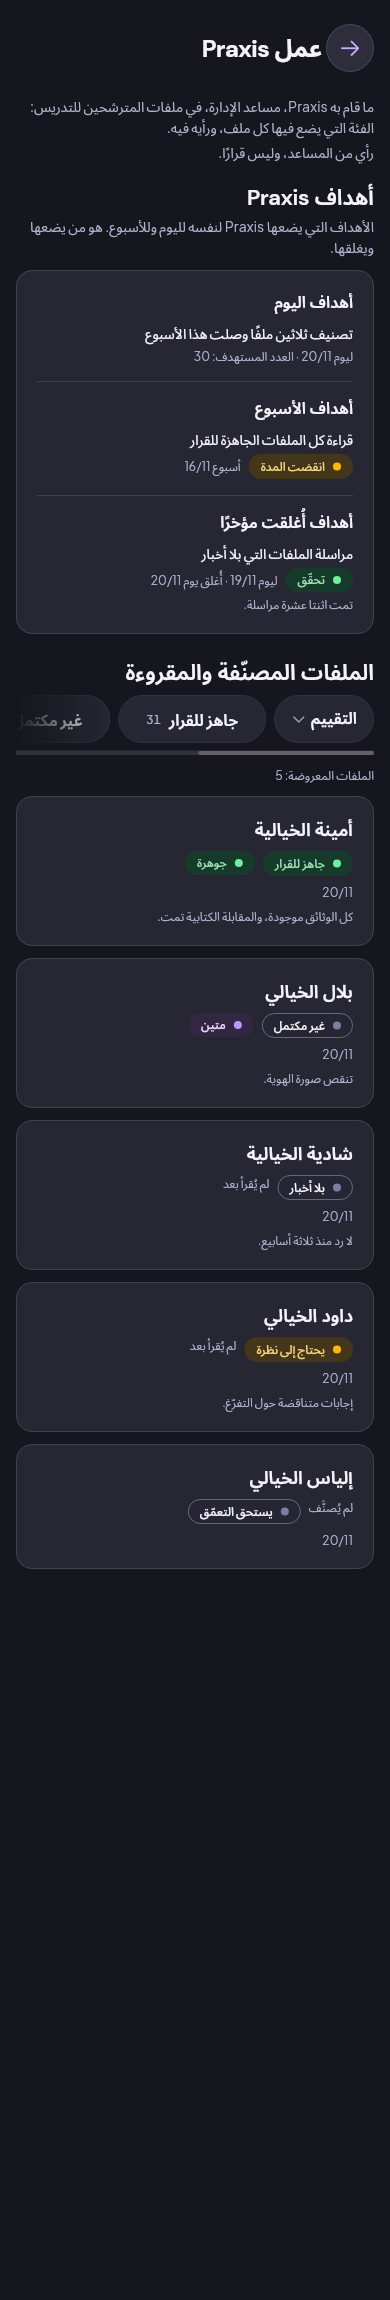 عمل Praxis
ما قام به Praxis، مساعد الإدارة، في ملفات المترشحين للتدريس:
الفئة التي يضع فيها كل ملف، ورأيه فيه.
رأي من المساعد، وليس قرارًا.
أهداف Praxis
الأهداف التي يضعها Praxis لنفسه لليوم وللأسبوع. هو من يضعها
ويغلقها.
أهداف اليوم
تصنيف ثلاثين ملفًا وصلت هذا الأسبوع
ليوم 20/11 · العدد المستهدف: 30
أهداف الأسبوع
قراءة كل الملفات الجاهزة للقرار
انقضت المدة أسبوع 16/11
أهداف أُغلقت مؤخرًا
مراسلة الملفات التي بلا أخبار
تحقّق ليوم 19/11 · أُغلق يوم 20/11
تمت اثنتا عشرة مراسلة.
الملفات المصنّفة والمقروءة
التقييم جاهز للقرار 31 غير مكتمل
الملفات المعروضة: 5
أمينة الخيالية
جاهز للقرار جوهرة
20/11
كل الوثائق موجودة، والمقابلة الكتابية تمت.
بلال الخيالي
غير مكتمل متين
20/11
تنقص صورة الهوية.
شادية الخيالية
بلا أخبار لم يُقرأ بعد
20/11
لا رد منذ ثلاثة أسابيع.
داود الخيالي
يحتاج إلى نظرة لم يُقرأ بعد
20/11
إجابات متناقضة حول التفرّغ.
إلياس الخيالي
لم يُصنَّف يستحق التعمّق
20/11